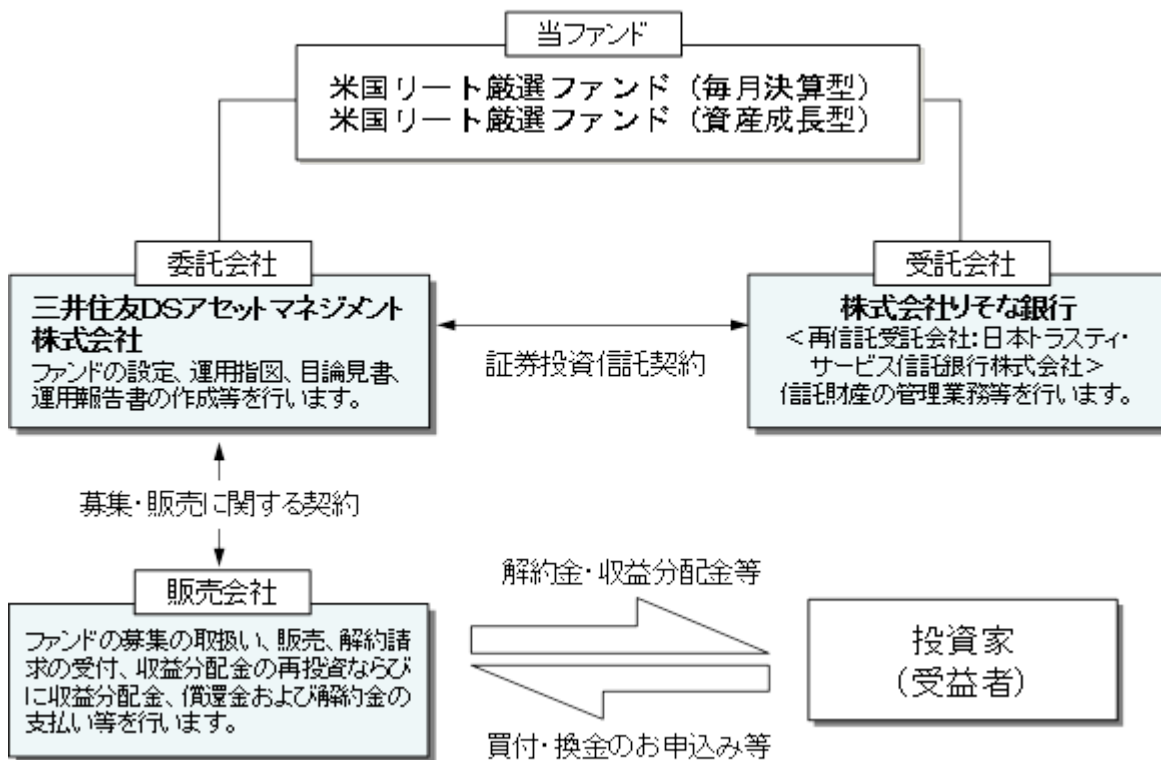 当ファンド
米国リート厳選ファンド（毎月決算型）
米国リート厳選ファンド（資産成長型）
委託会社
三井住友DSアセットマネジメント
株式会社
ファンドの設定、運用指図、目論見書、
運用報告書の作成等を行います。
証券投資信託契約
受託会社
株式会社りそな銀行
＜再信託受託会社:日本トラスティ・
サービス信託銀行株式会社＞
信託財産の管理業務等を行います。
募集・販売に関する契約
販売会社
ファンドの募集の取扱い、販売、解約請
求の受付、収益分配金の再投資ならび
に収益分配金、償還金および解約金の
支払い等を行います。
解約金・収益分配金等
買付・換金のお申込み等
投資家
（受益者）